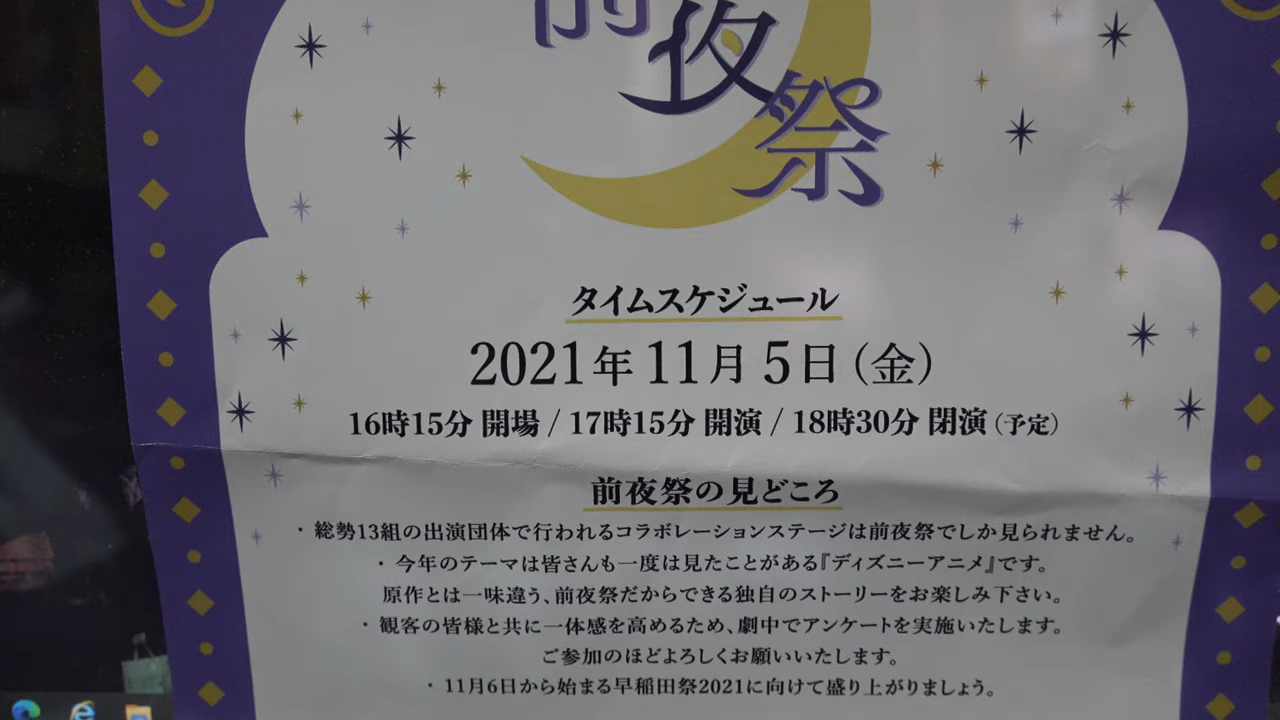 前夜祭
タイムスケジュール
2021年11月5日（金）
16時15分 開場 / 17時15分 開演 / 18時30分 閉演（予定）
前夜祭の見どころ
・総勢13組の出演団体で行われるコラボレーションステージは前夜祭でしか見られません。
・今年のテーマは皆さんも一度は見たことがある『ディズニーアニメ』です。
原作とは一味違う、前夜祭だからできる独自のストーリーをお楽しみ下さい。
・観客の皆様と共に一体感を高めるため、劇中でアンケートを実施いたします。
ご参加のほどよろしくお願いいたします。
・11月6日から始まる早稲田祭2021に向けて盛り上がりましょう。